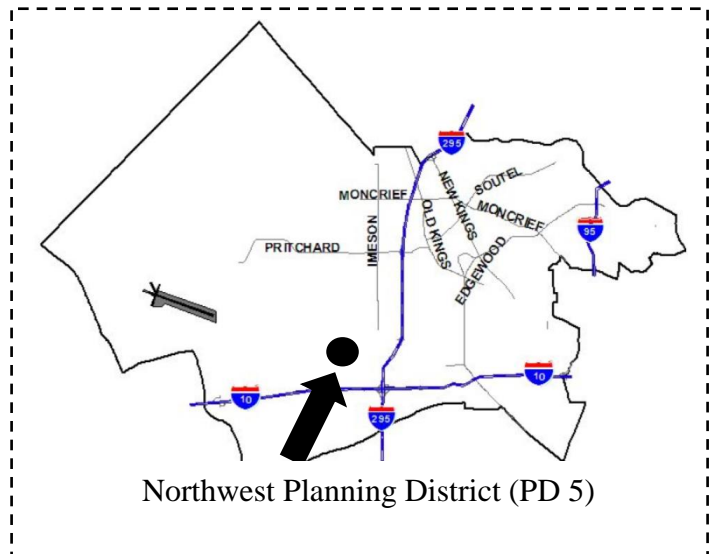 295
SOUTEL
NEW KINGS
MONCRIEF
MONCRIEF
OLD KINGS
95
IMESON
PRITCHARD
EDGEWOOD
10
10
295
Northwest Planning District (PD 5)